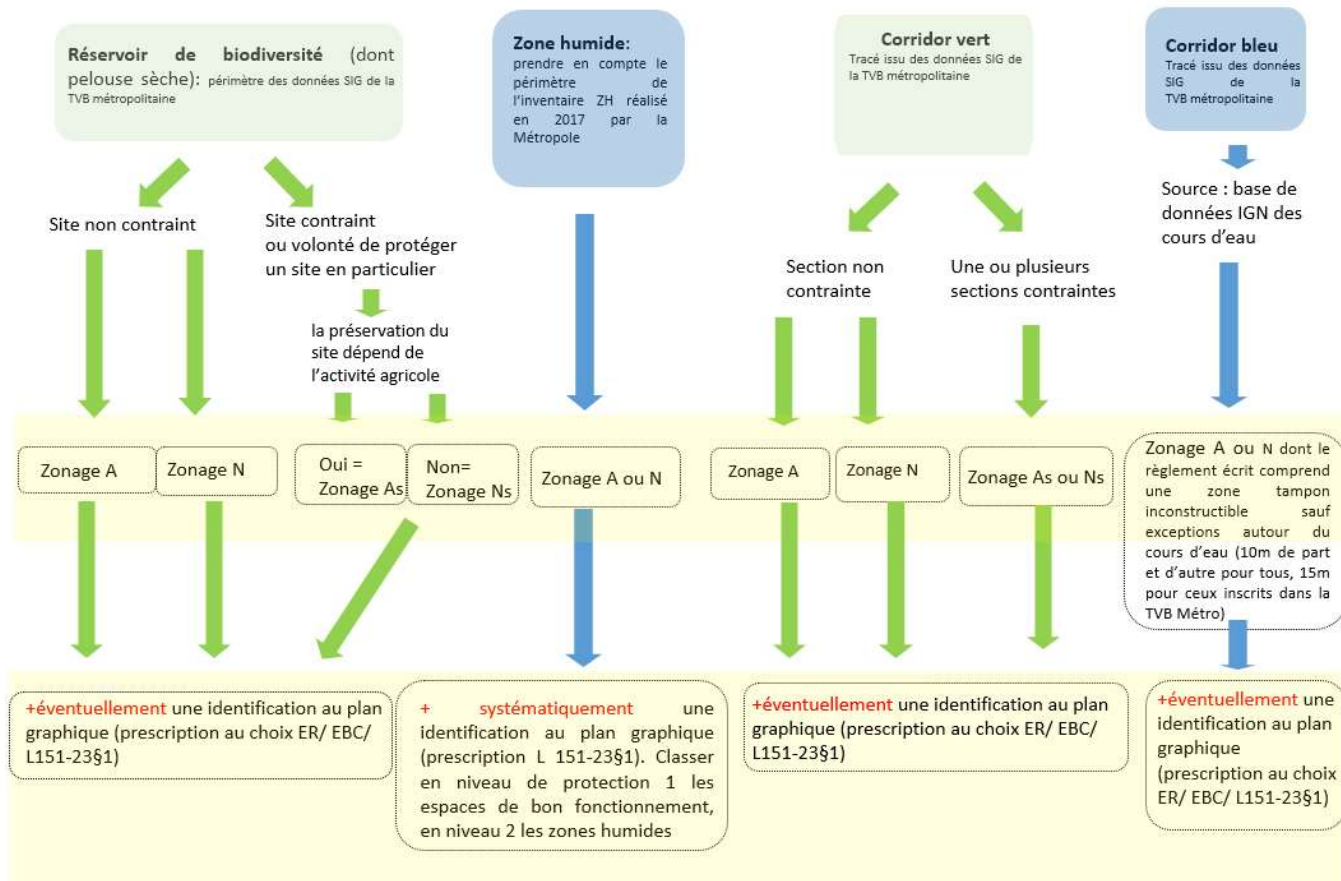 Réservoir de biodiversité (dont
pelouse sèche): périmètre des données SIG de la
TVB métropolitaine
Zone humide:
prendre en compte le
périmètre de
l'inventaire ZH réalisé
en 2017 par la
Métropole
Corridor vert
Tracé issu des données SIG de
la TVB métropolitaine
Corridor bleu
Tracé issu des données
SIG de la
TVB métropolitaine
Site non contraint
Site contraint
ou volonté de protéger
un site en particulier
la préservation du
site dépend de
l'activité agricole
Section non
contrainte
Une ou plusieurs
sections contraintes
Source : base de
données IGN des
cours d'eau
Zonage A
Zonage N
Oui =
Zonage As
Non=
Zonage Ns
Zonage A ou N
Zonage A
Zonage N
Zonage As ou Ns
Zonage A ou N dont le
règlement écrit comprend
une zone tampon
inconstructible sauf
exceptions autour du
cours d'eau (10m de part
et d'autre pour tous, 15m
pour ceux inscrits dans la
TVB Métro)
+éventuellement une identification au plan
graphique (prescription au choix ER/ EBC/
L151-23§1)
+ systématiquement une
identification au plan graphique
(prescription L 151-23§1). Classer
en niveau de protection 1 les
espaces de bon fonctionnement,
en niveau 2 les zones humides
+éventuellement une identification au plan
graphique (prescription au choix ER/ EBC/
L151-23§1)
+éventuellement une
identification au plan
graphique
(prescription au choix
ER/ EBC/ L151-23§1)